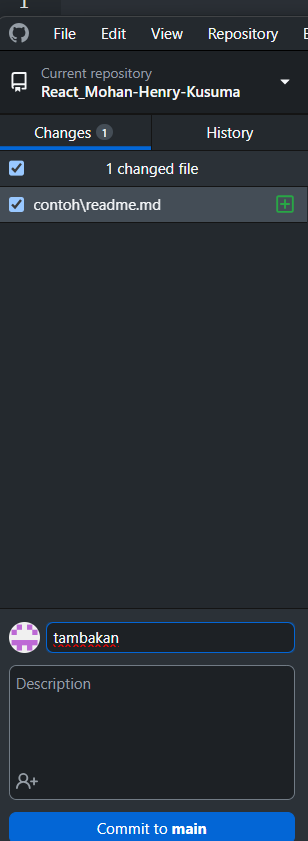 1
File Edit View Repository
Current repository
React_Mohan-Henry-Kusuma
Changes 1 History
1 changed file
contoh\readme.md
tambakan
Description
Commit to main